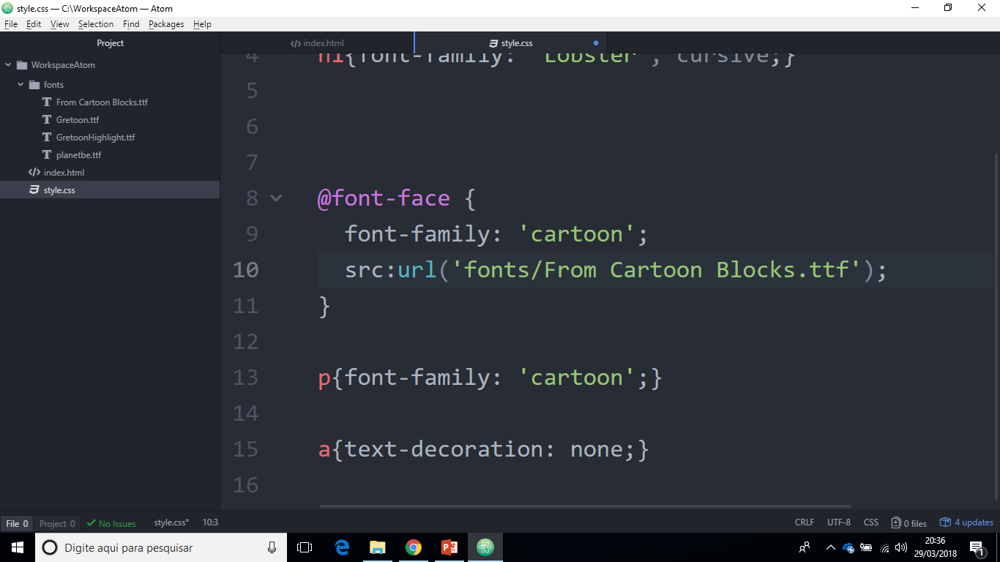 style.css — C:\WorkspaceAtom — Atom
File Edit View Selection Find Packages Help
Project
index.html
style.css
WorkspaceAtom
fonts
From Cartoon Blocks.ttf
Gretoon.ttf
GretoonHighlight.ttf
planetbe.ttf
index.html
style.css
4 h1{font-family: 'Lobster', cursive;}
5
6
7
8 @font-face {
9 font-family: 'cartoon';
10 src:url('fonts/From Cartoon Blocks.ttf');
11 }
12
13 p{font-family: 'cartoon';}
14
15 a{text-decoration: none;}
16
File 0 Project 0 No Issues style.css* 10:3 CRLF UTF-8 CSS 0 files 4 updates
Digite aqui para pesquisar
20:36
29/03/2018
1